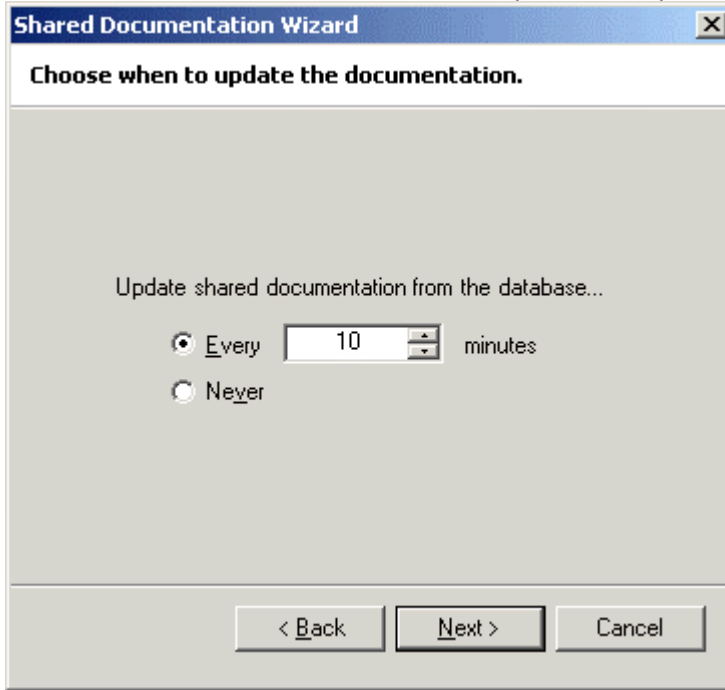 Shared Documentation Wizard
Choose when to update the documentation.
Update shared documentation from the database...
Every 10 minutes
Never
< Back Next > Cancel